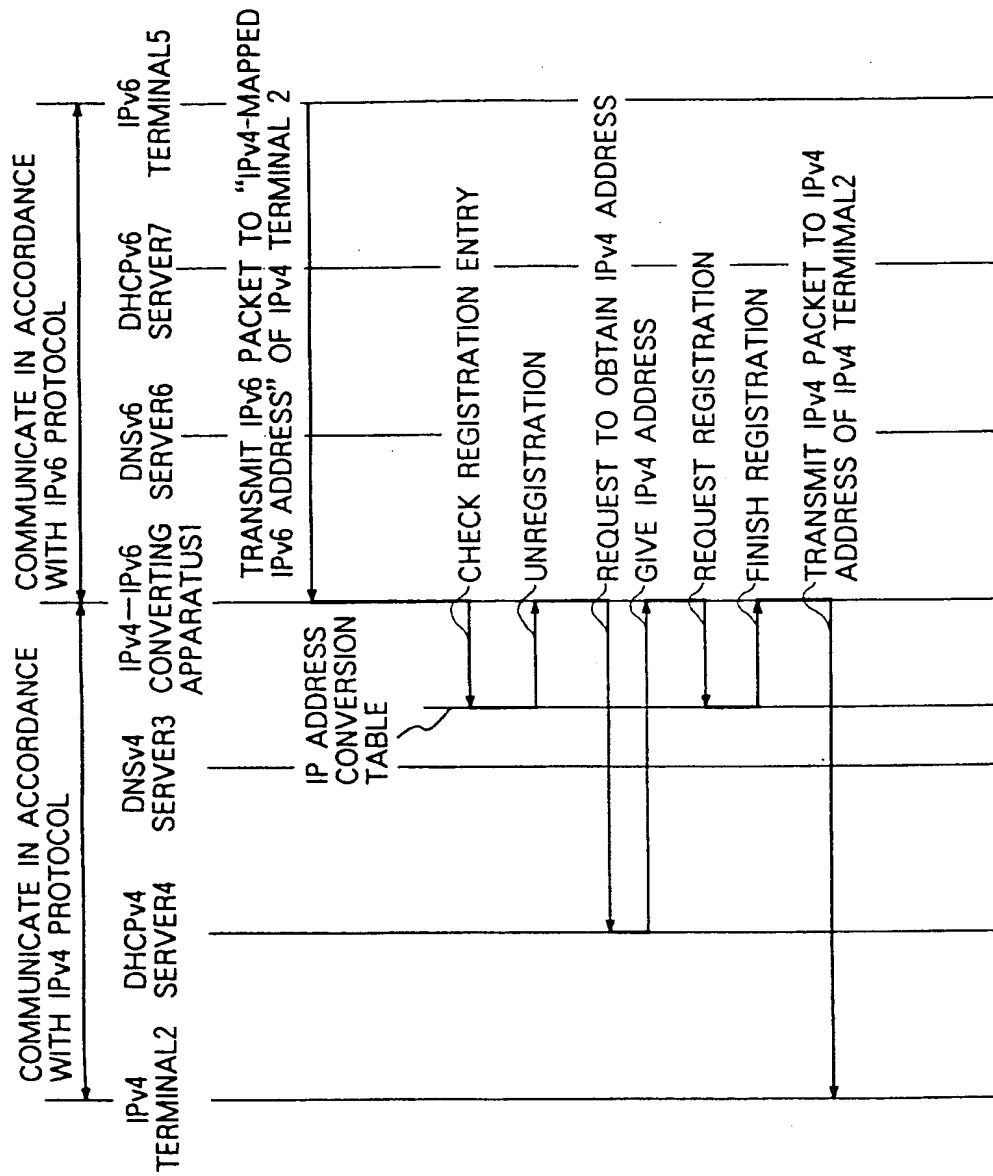 COMMUNICATE IN ACCORDANCE
WITH IPv4 PROTOCOL
COMMUNICATE IN ACCORDANCE
WITH IPv6 PROTOCOL
IPv4
TERMINAL2
DHCPv4
SERVER4
DNSv4
SERVER3
IPv4—IPv6
CONVERTING
APPARATUS1
DNSv6
SERVER6
DHCPv6
SERVER7
IPv6
TERMINAL5
TRANSMIT IPv6 PACKET TO "IPv4-MAPPED
IPv6 ADDRESS" OF IPv4 TERMINAL 2
IP ADDRESS
CONVERSION
TABLE
CHECK REGISTRATION ENTRY
UNREGISTRATION
REQUEST TO OBTAIN IPv4 ADDRESS
GIVE IPv4 ADDRESS
REQUEST REGISTRATION
FINISH REGISTRATION
TRANSMIT IPv4 PACKET TO IPv4
ADDRESS OF IPv4 TERMIMAL2